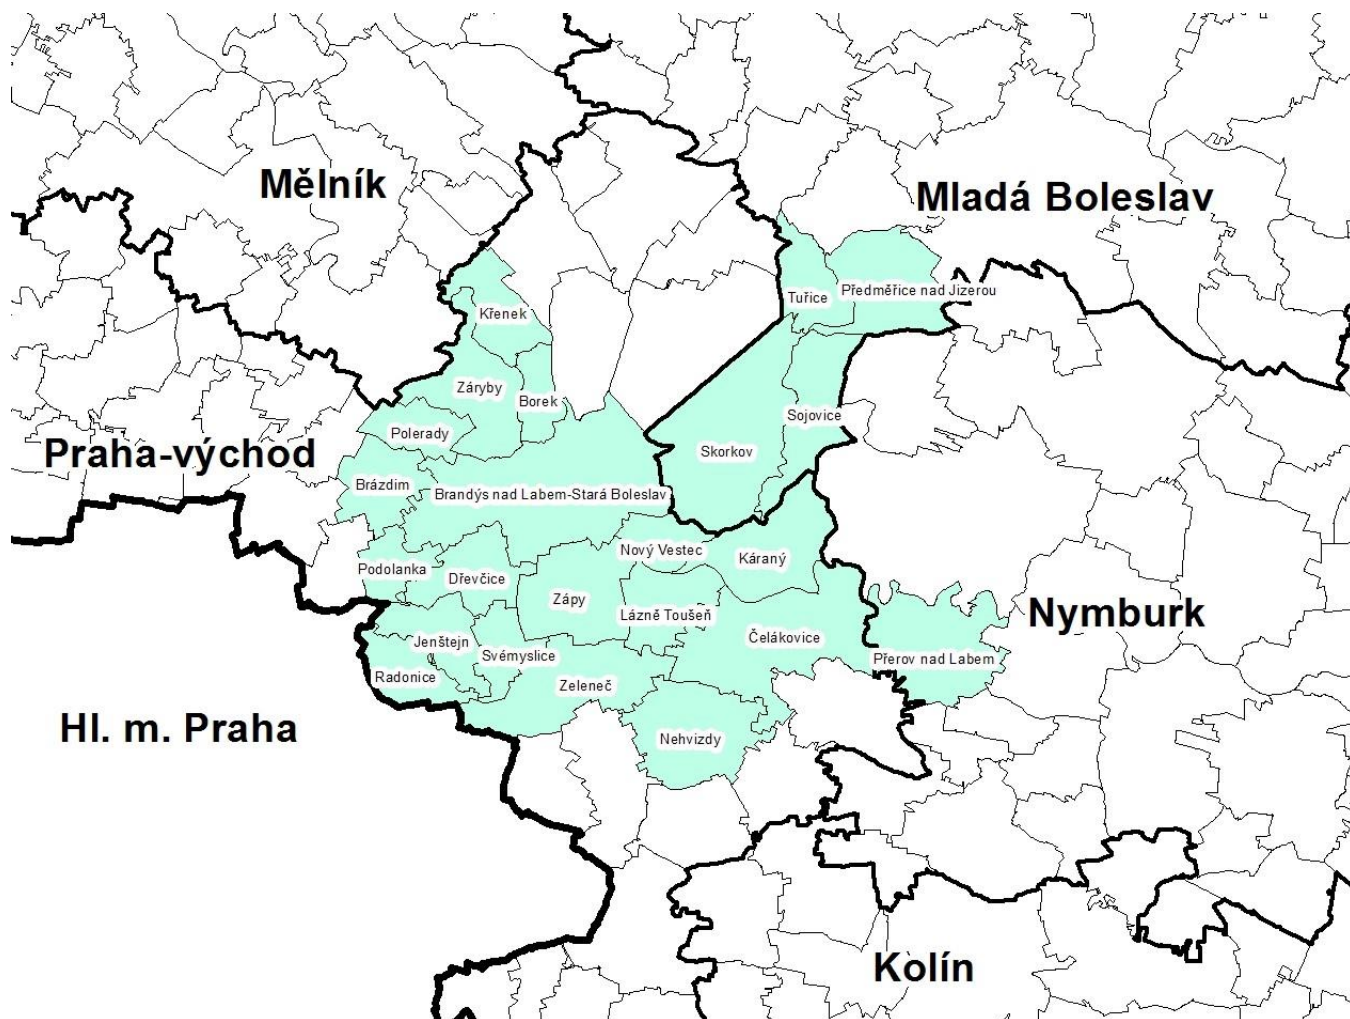 Mělník
Mladá Boleslav
Tuřice
Předměřice nad Jizerou
Křenek
Záryby
Borek
Sojovice
Polerady
Skorkov
Praha-východ
Brázdim
Brandýs nad Labem-Stará Boleslav
Nový Vestec
Káraný
Podolanka
Dřevčice
Zápy
Lázně Toušeň
Nymburk
Čelákovice
Jenštejn
Svémyslice
Přerov nad Labem
Radonice
Zeleneč
Hl. m. Praha
Nehvizdy
Kolín